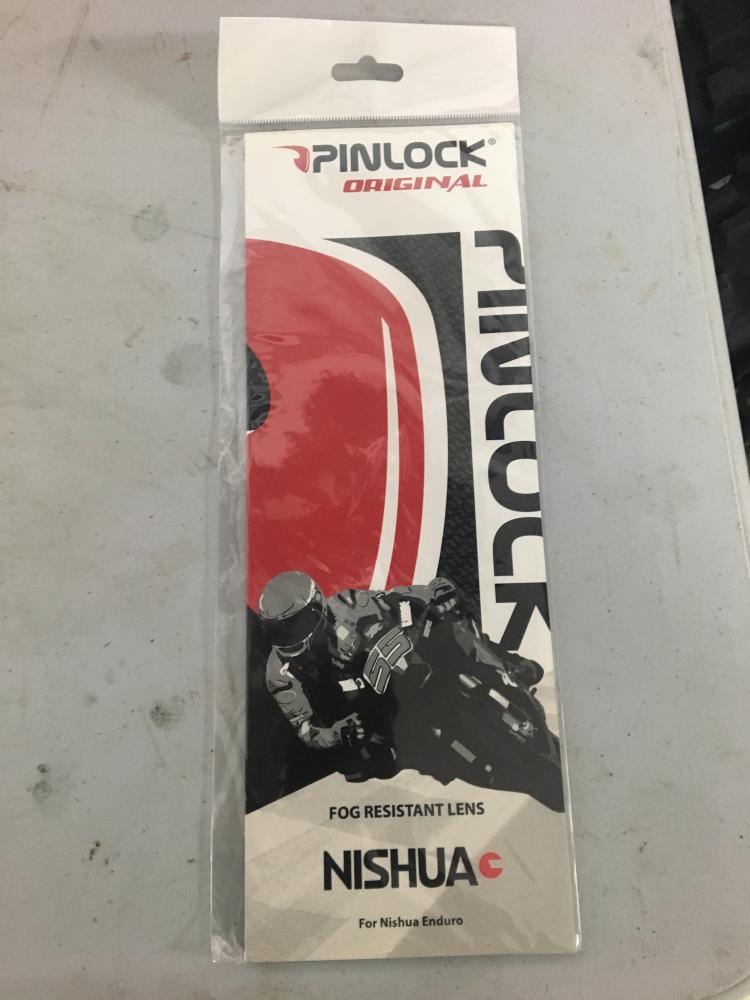 PINLOCK®
ORIGINAL
PINLOCK
55
FOG RESISTANT LENS
NISHUA
For Nishua Enduro